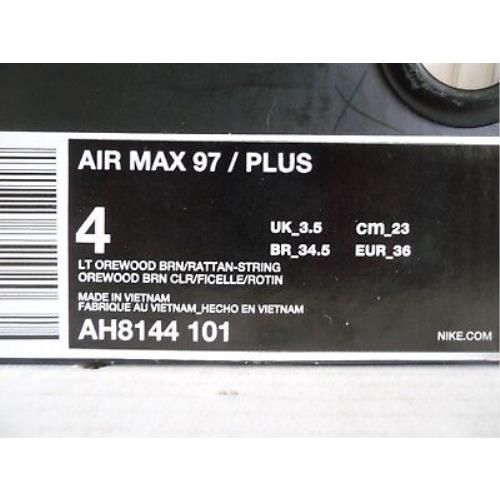 AIR MAX 97 / PLUS
4 UK_3.5 CM_23
BR_34.5 EUR_36
LT OREWOOD BRN/RATTAN-STRING
OREWOOD BRN CLR/FICELLE/ROTIN
MADE IN VIETNAM
FABRIQUE AU VIETNAM_HECHO EN VIETNAM
AH8144 101 NIKE.COM